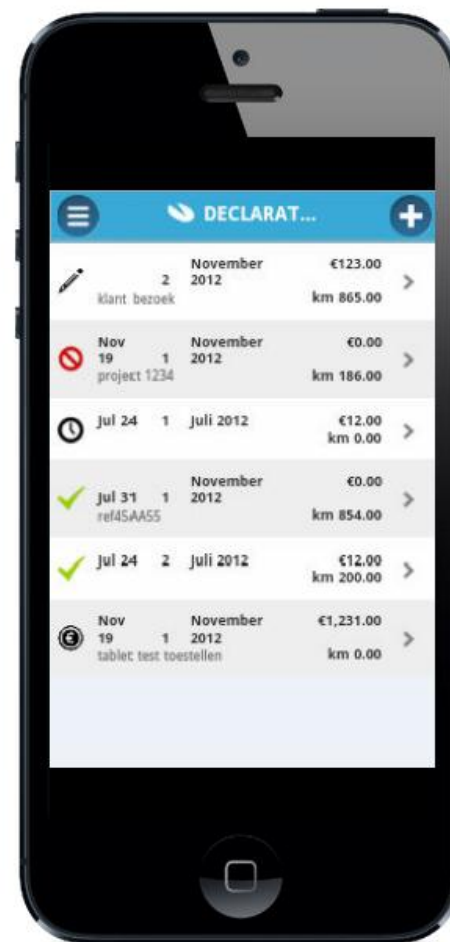 DECLARAT...
November €123.00
2 2012
klant bezoek km 865.00
Nov November €0.00
19 1 2012
project 1234 km 186.00
Jul 24 1 Juli 2012 €12.00
km 0.00
November €0.00
Jul 31 1 2012
ref45AA55 km 854.00
Jul 24 2 Juli 2012 €12.00
km 200.00
Nov November €1,231.00
19 1 2012
tablet test toestellen km 0.00